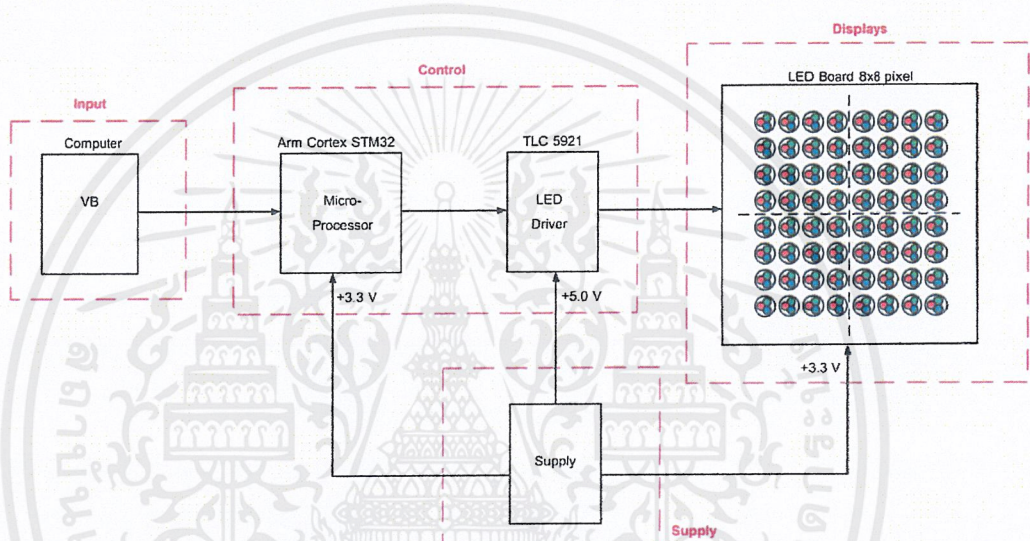 Displays
Control
LED Board 8x8 pixel
Input
Computer
Arm Cortex STM32
TLC 5921
VB
Micro-
Processor
LED
Driver
+3.3 V
+5.0 V
+3.3 V
Supply
Supply